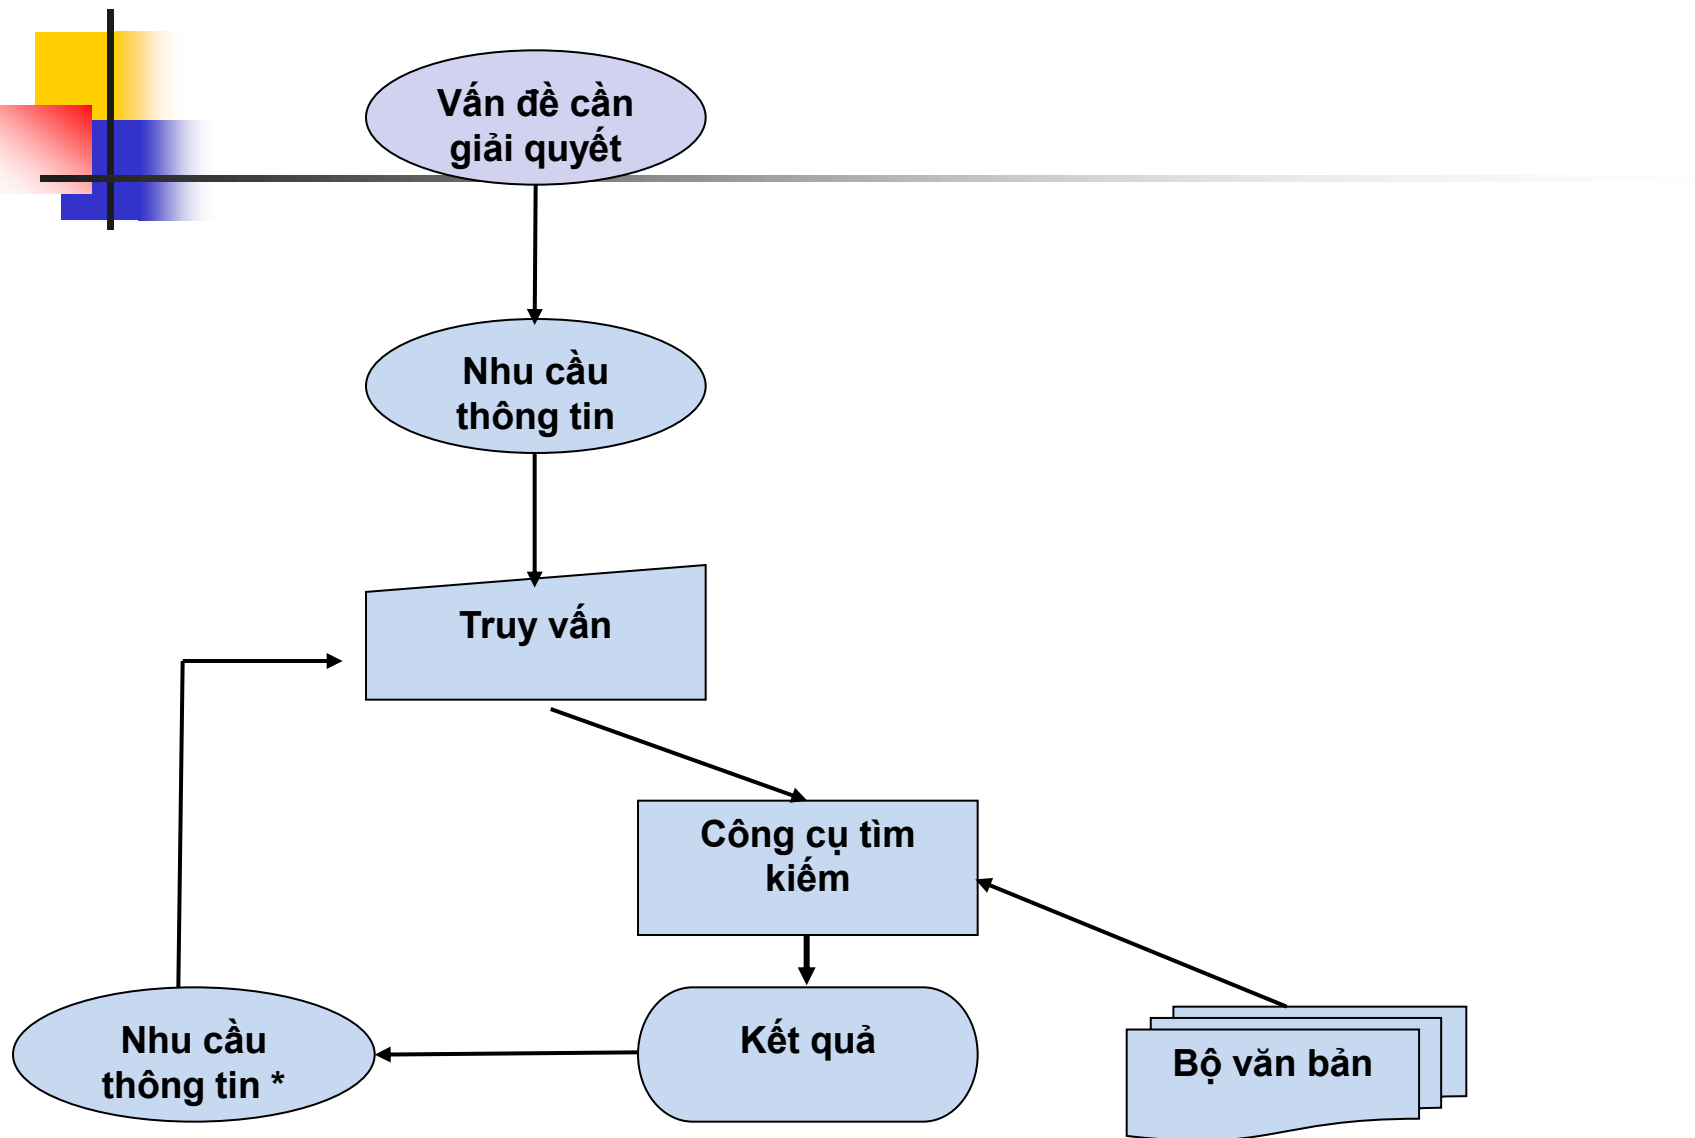 Vấn đề cần
giải quyết
Nhu cầu
thông tin
Truy vấn
Công cụ tìm
kiếm
Nhu cầu
thông tin *
Kết quả
Bộ văn bản